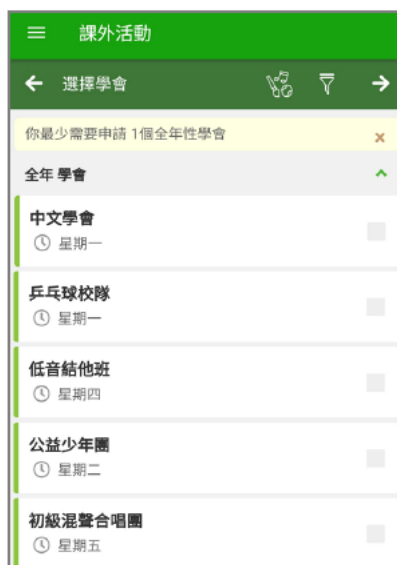 課外活動
選擇學會
你最少需要申請 1個全年性學會
全年 學會
中文學會
星期一
乒乓球校隊
星期一
低音結他班
星期四
公益少年團
星期二
初級混聲合唱團
星期五